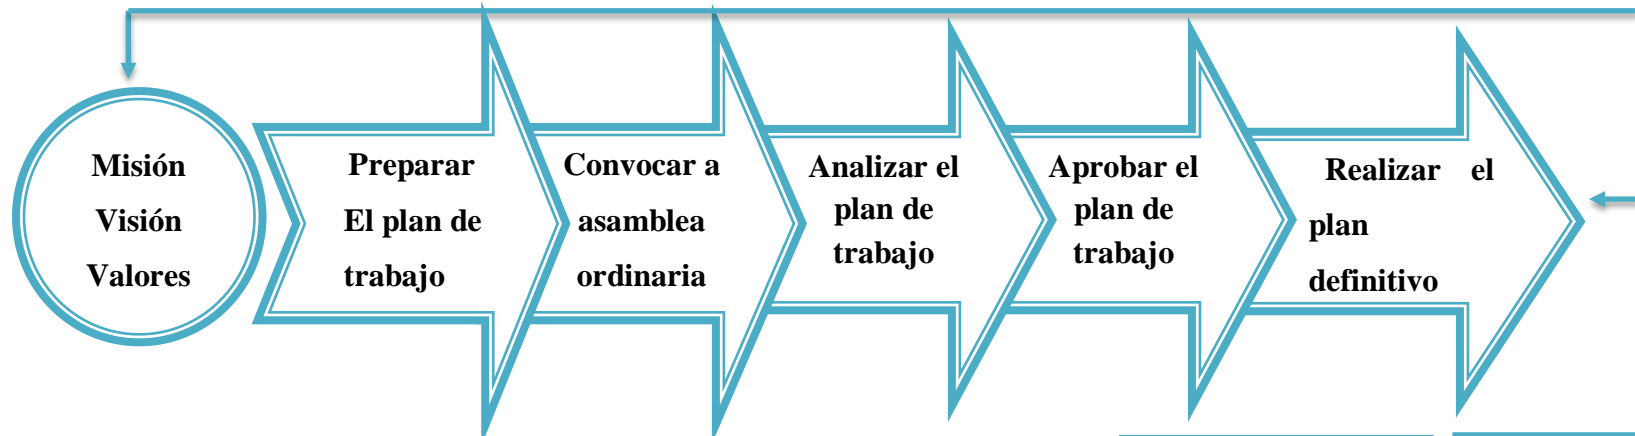 Misión
Visión
Valores
Preparar
El plan de
trabajo
Convocar a
asamblea
ordinaria
Analizar el
plan de
trabajo
Aprobar el
plan de
trabajo
Realizar el
plan
definitivo